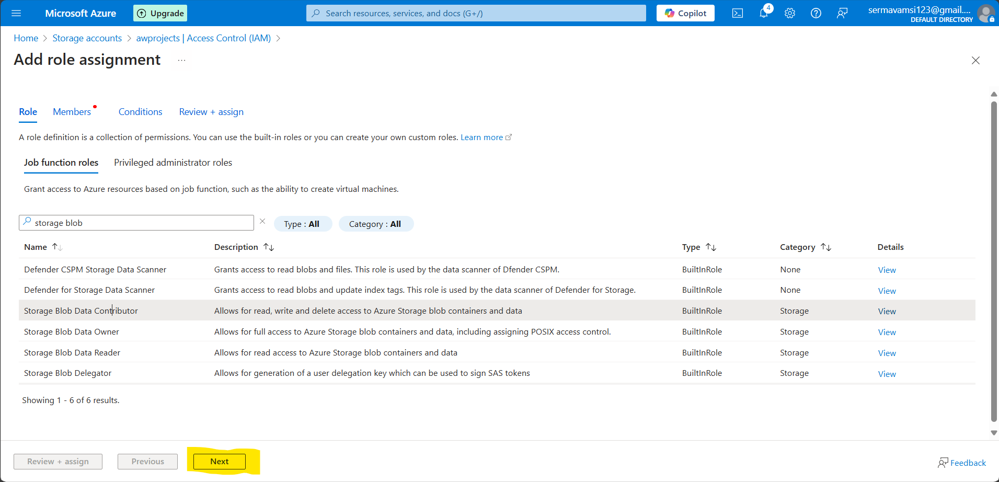 Microsoft Azure
Upgrade
Search resources, services, and docs (G+/)
Copilot
4
sermavamsi123@gmail....
DEFAULT DIRECTORY
Home > Storage accounts > awprojects | Access Control (IAM) >
Add role assignment ...
Role Members Conditions Review + assign
A role definition is a collection of permissions. You can use the built-in roles or you can create your own custom roles. Learn more
Job function roles Privileged administrator roles
Grant access to Azure resources based on job function, such as the ability to create virtual machines.
storage blob Type : All Category : All
Name Description Type Category Details
Defender CSPM Storage Data Scanner Grants access to read blobs and files. This role is used by the data scanner of Dfender CSPM. BuiltInRole None View
Defender for Storage Data Scanner Grants access to read blobs and update index tags. This role is used by the data scanner of Defender for Storage. BuiltInRole None View
Storage Blob Data Contributor Allows for read, write and delete access to Azure Storage blob containers and data BuiltInRole Storage View
Storage Blob Data Owner Allows for full access to Azure Storage blob containers and data, including assigning POSIX access control. BuiltInRole Storage View
Storage Blob Data Reader Allows for read access to Azure Storage blob containers and data BuiltInRole Storage View
Storage Blob Delegator Allows for generation of a user delegation key which can be used to sign SAS tokens BuiltInRole Storage View
Showing 1 - 6 of 6 results.
Review + assign Previous Next Feedback